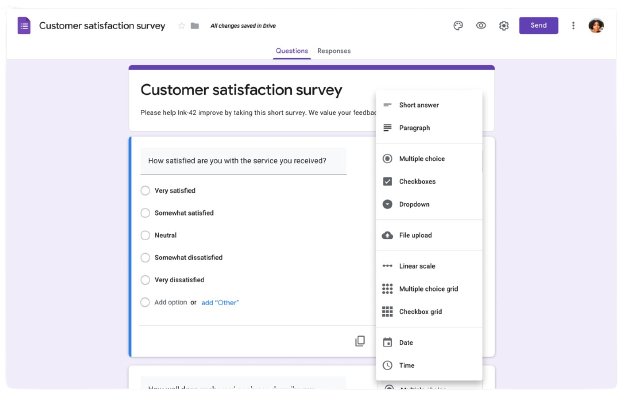 Customer satisfaction survey
All changes saved in Drive
Send
Questions
Responses
Customer satisfaction survey
Please help Ink-42 improve by taking this short survey. We value your
How satisfied are you with the service you received?
Very satisfied
Somewhat satisfied
Neutral
Somewhat dissatisfied
Very dissatisfied
Add option or add "Other"
Short answer
Paragraph
Multiple choice
Checkboxes
Dropdown
File upload
Linear scale
Multiple choice grid
Checkbox grid
Date
Time